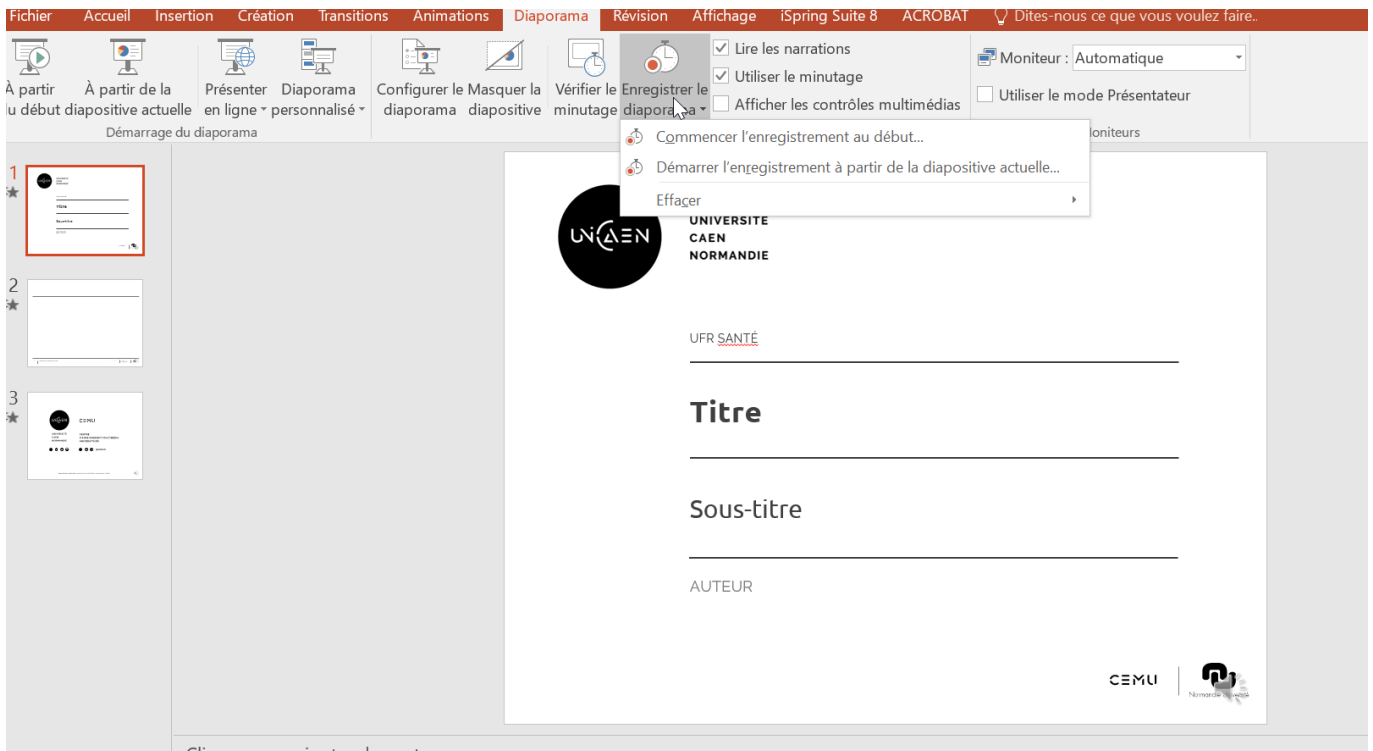 Fichier Accueil Insertion Création Transitions Animations Diaporama Révision Affichage iSpring Suite 8 ACROBAT Dites-nous ce que vous voulez faire..
À partir
du début
À partir de la
diapositive actuelle
Présenter
en ligne
Diaporama
personnalisé
Configurer le
diaporama
Masquer la
diapositive
Vérifier le
minutage
Enregistrer le
diaporama
Lire les narrations
Utiliser le minutage
Afficher les contrôles multimédias
Moniteur : Automatique
Utiliser le mode Présentateur
Démarrage du diaporama
oniteurs
Commencer l'enregistrement au début...
Démarrer l'enregistrement à partir de la diapositive actuelle...
Effacer
1
2
3
Titre
CEMU
UNICAEN
UNIVERSITE
CAEN
NORMANDIE
UFR SANTÉ
Titre
Sous-titre
AUTEUR
CEMU
Normandie